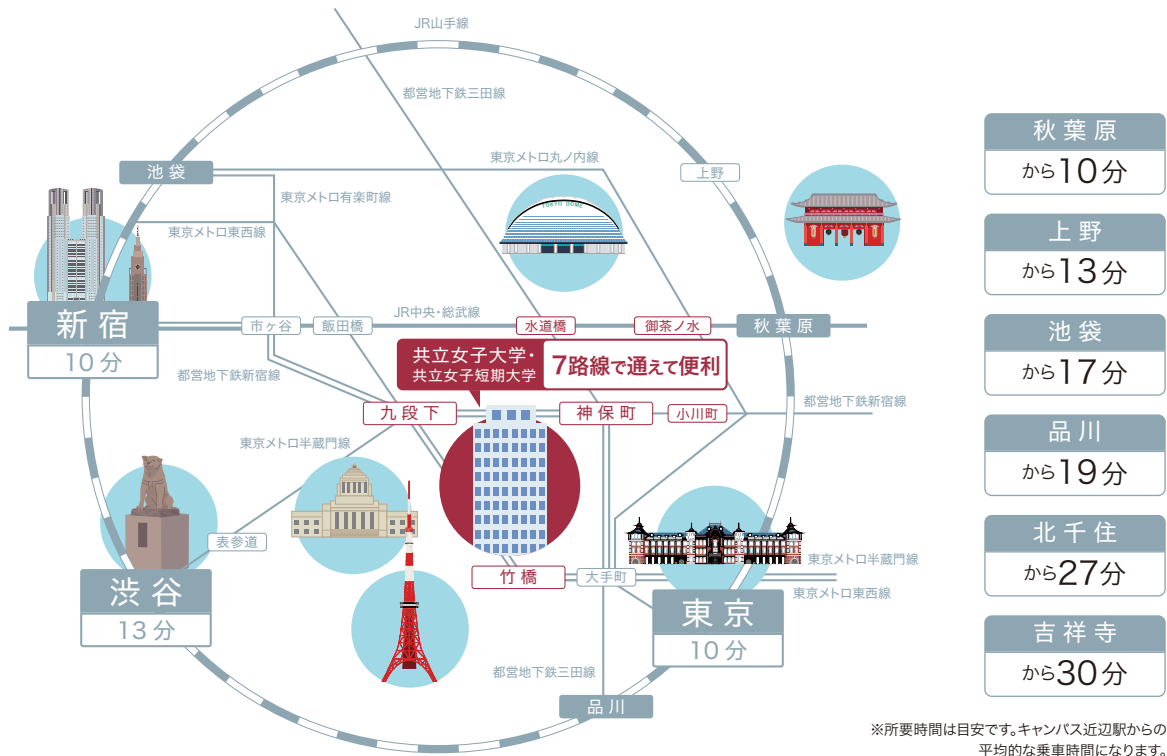 JR山手線
都営地下鉄三田線
東京メトロ丸ノ内線
池袋
上野
東京メトロ有楽町線
東京メトロ東西線
TOKYO DOME
新宿
10分
市ヶ谷
飯田橋
JR中央・総武線
水道橋
御茶ノ水
秋葉原
共立女子大学・
共立女子短期大学
7路線で通えて便利
都営地下鉄新宿線
九段下
神保町
小川町
都営地下鉄新宿線
東京メトロ半蔵門線
表参道
渋谷
13分
竹橋
大手町
東京メトロ半蔵門線
東京メトロ東西線
東京
10分
都営地下鉄三田線
品川
秋葉原
から10分
上野
から13分
池袋
から17分
品川
から19分
北千住
から27分
吉祥寺
から30分
※所要時間は目安です。キャンパス近辺駅からの
平均的な乗車時間になります。